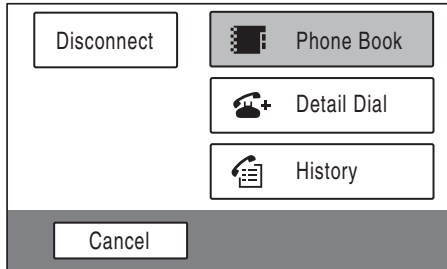 Disconnect
Phone Book
Detail Dial
History
Cancel